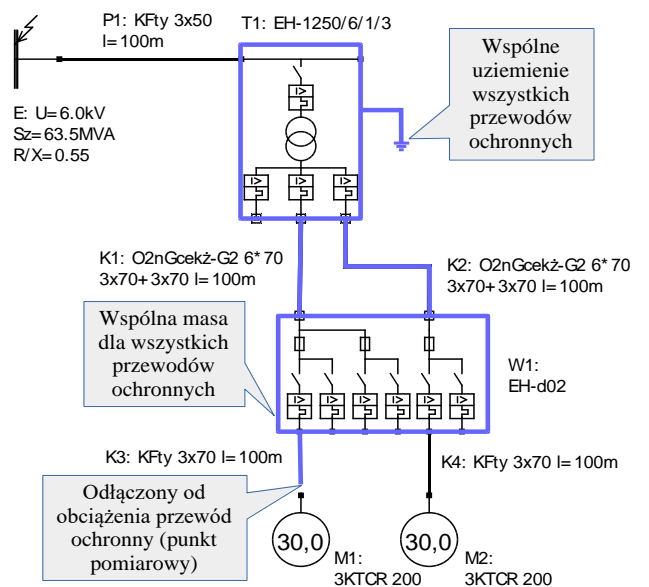 P1: KFty 3x50
l=100m
T1: EH-1250/6/1/3
Wspólne
uziemienie
wszystkich
przewodów
ochronnych
E: U=6.0kV
Sz=63.5MVA
R/X=0.55
K1: O2nGcekż-G2 6*70
3x70+3x70 l=100m
K2: O2nGcekż-G2 6*70
3x70+3x70 l=100m
Wspólna masa
dla wszystkich
przewodów
ochronnych
W1:
EH-d02
K3: KFty 3x70 l=100m
K4: KFty 3x70 l=100m
Odłączony od
obciążenia przewód
ochronny (punkt
pomiarowy)
30,0
M1:
3KTCR 200
30,0
M2:
3KTCR 200